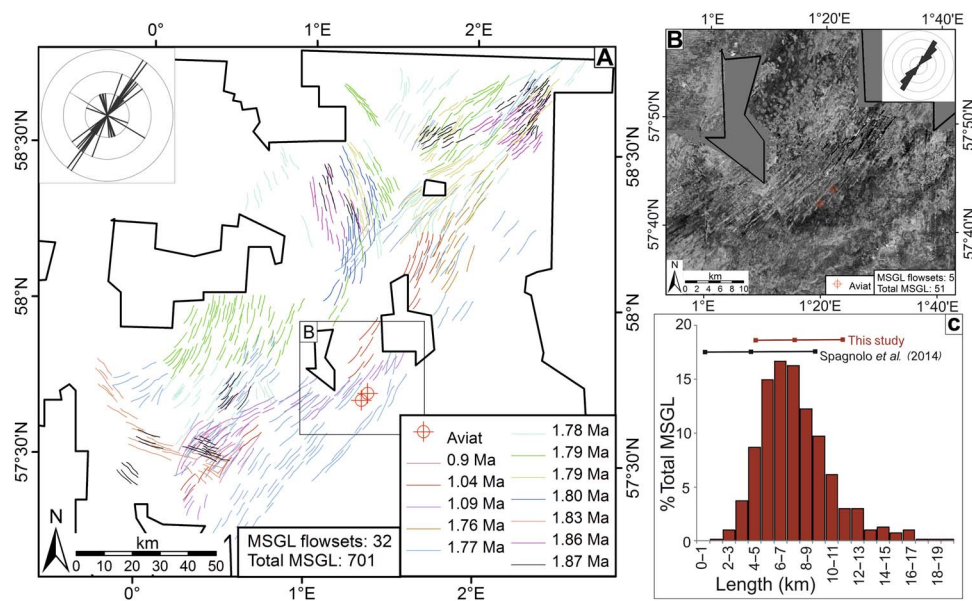 0°
1°E
2°E
A
58°30'N
58°30'N
58°N
58°N
57°30'N
57°30'N
B
N
km
0 10 20 30 40 50
MSGL flowsets: 32
Total MSGL: 701
Aviat
0.9 Ma
1.04 Ma
1.09 Ma
1.76 Ma
1.77 Ma
1.78 Ma
1.79 Ma
1.79 Ma
1.80 Ma
1.83 Ma
1.86 Ma
1.87 Ma
0°
1°E
2°E
1°E
1°20'E
1°40'E
B
57°50'N
57°50'N
57°40'N
57°40'N
N
km
0 2 4 6 8 10
Aviat
MSGL flowsets: 5
Total MSGL: 51
1°E
1°20'E
1°40'E
C
This study
Spagnolo et al. (2014)
% Total MSGL
20
15
10
5
0
0–1
2–3
4–5
6–7
8–9
10–11
12–13
14–15
16–17
18–19
Length (km)